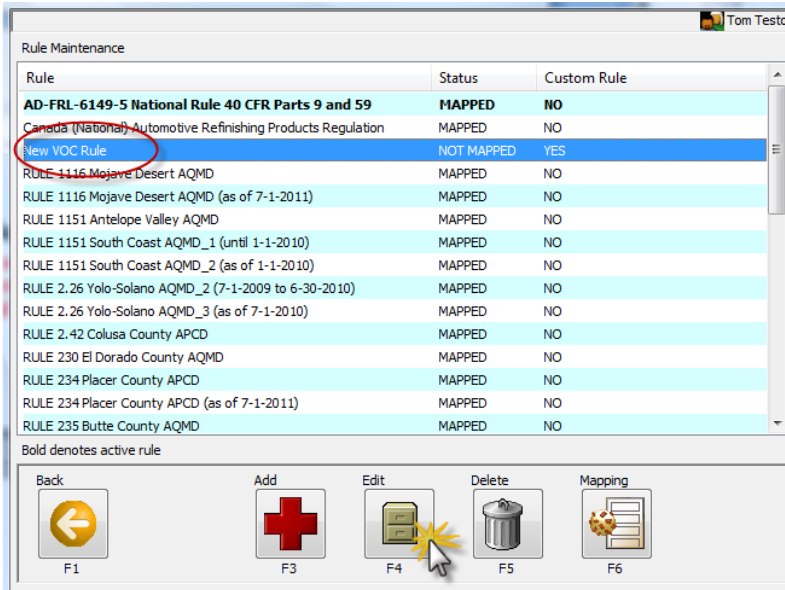 Tom Testo
Rule Maintenance
Rule Status Custom Rule
AD-FRL-6149-5 National Rule 40 CFR Parts 9 and 59 MAPPED NO
Canada (National) Automotive Refinishing Products Regulation MAPPED NO
New VOC Rule NOT MAPPED YES
RULE 1116 Mojave Desert AQMD MAPPED NO
RULE 1116 Mojave Desert AQMD (as of 7-1-2011) MAPPED NO
RULE 1151 Antelope Valley AQMD MAPPED NO
RULE 1151 South Coast AQMD_1 (until 1-1-2010) MAPPED NO
RULE 1151 South Coast AQMD_2 (as of 1-1-2010) MAPPED NO
RULE 2.26 Yolo-Solano AQMD_2 (7-1-2009 to 6-30-2010) MAPPED NO
RULE 2.26 Yolo-Solano AQMD_3 (as of 7-1-2010) MAPPED NO
RULE 2.42 Colusa County APCD MAPPED NO
RULE 230 El Dorado County AQMD MAPPED NO
RULE 234 Placer County APCD MAPPED NO
RULE 234 Placer County APCD (as of 7-1-2011) MAPPED NO
RULE 235 Butte County AQMD MAPPED NO
Bold denotes active rule
Back Add Edit Delete Mapping
F1 F3 F4 F5 F6